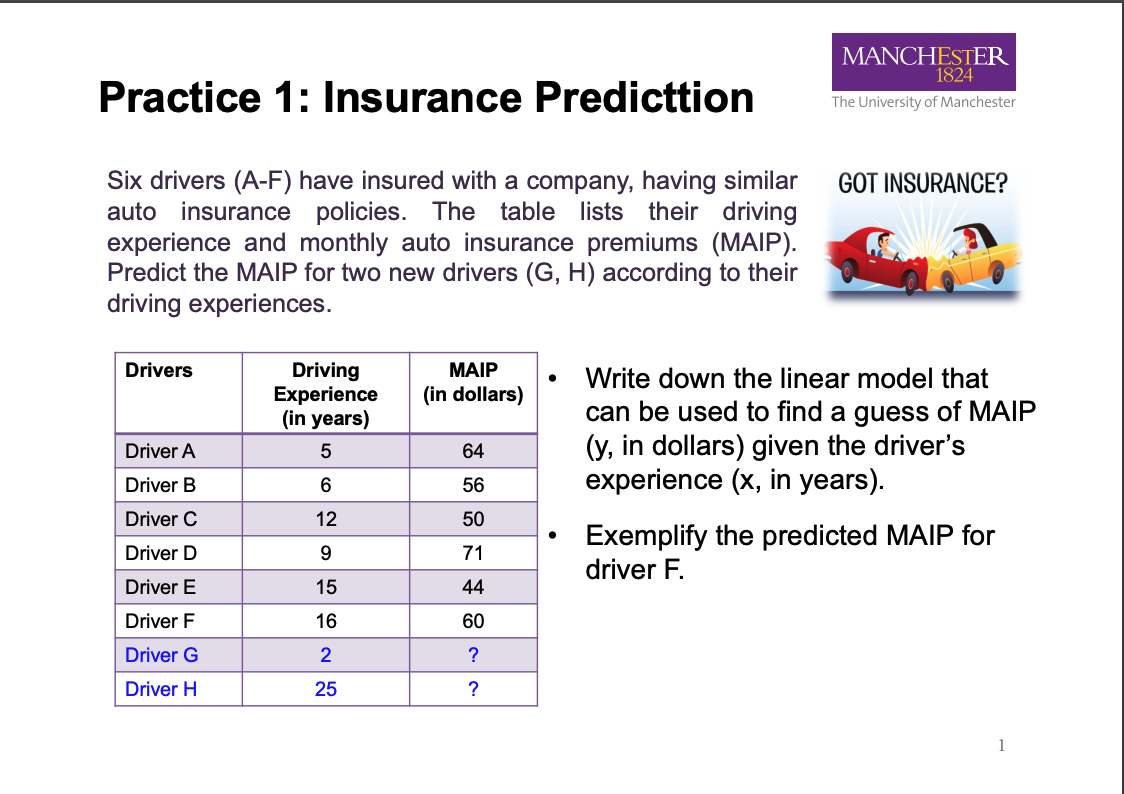 MANCHESTER
1824
The University of Manchester
Practice 1: Insurance Predicttion
Six drivers (A-F) have insured with a company, having similar
auto insurance policies. The table lists their driving
experience and monthly auto insurance premiums (MAIP).
Predict the MAIP for two new drivers (G, H) according to their
driving experiences.
GOT INSURANCE?
Drivers Driving Experience (in years) MAIP (in dollars)
Driver A 5 64
Driver B 6 56
Driver C 12 50
Driver D 9 71
Driver E 15 44
Driver F 16 60
Driver G 2 ?
Driver H 25 ?
• Write down the linear model that
can be used to find a guess of MAIP
(y, in dollars) given the driver's
experience (x, in years).
• Exemplify the predicted MAIP for
driver F.
1